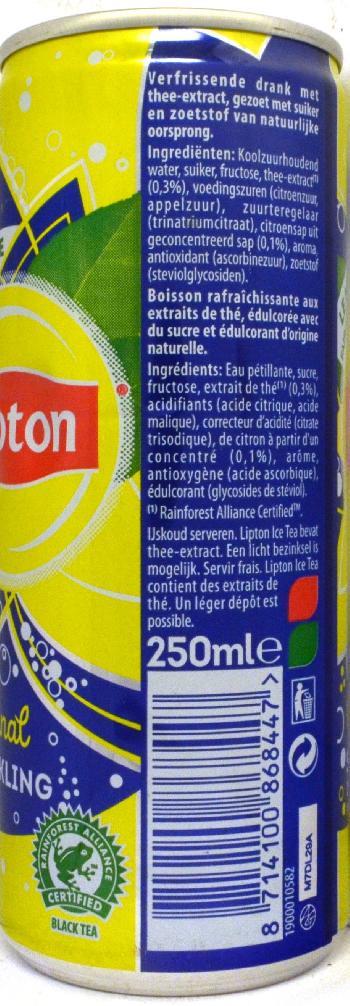 Verfrissende drank met
thee-extract, gezoet met suiker
en zoetstof van natuurlijke
oorsprong.
Ingrediënten: Koolzuurhoudend
water, suiker, fructose, thee-extract⁽¹⁾
(0,3%), voedingszuren (citroenzuur,
appelzuur), zuurteregelaar
(trinatriumcitraat), citroensap uit
geconcentreerd sap (0,1%), aroma,
antioxidant (ascorbinezuur), zoetstof
(steviolglycosiden).
Boisson rafraîchissante aux
extraits de thé, édulcorée avec
du sucre et édulcorant d'origine
naturelle.
Ingrédients: Eau pétillante, sucre,
fructose, extrait de thé⁽¹⁾ (0,3%),
acidifiants (acide citrique, acide
malique), correcteur d'acidité (citrate
trisodique), de citron à partir d'un
concentré (0,1%), arôme,
antioxygène (acide ascorbique),
édulcorant (glycosides de stéviol).
⁽¹⁾ Rainforest Alliance Certified™.
IJskoud serveren. Lipton Ice Tea bevat
thee-extract. Een licht bezinksel is
mogelijk. Servir frais. Lipton Ice Tea
contient des extraits de
thé. Un léger dépôt est
possible.
250ml e
8 714100 868447 >
1900010582
M7DL29A
pton
nal
KLING
RAINFOREST ALLIANCE
CERTIFIED
BLACK TEA